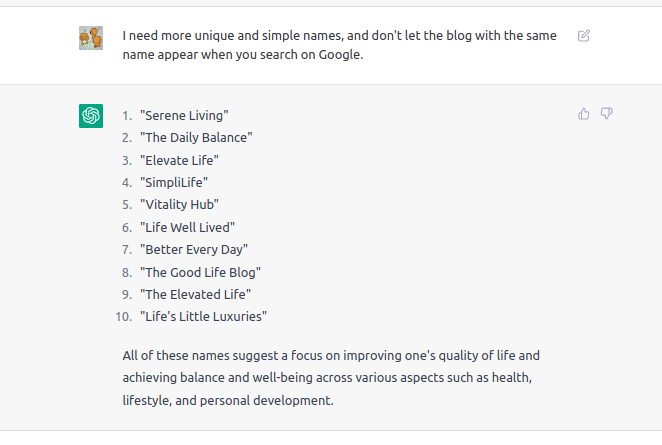 I need more unique and simple names, and don't let the blog with the same
name appear when you search on Google.
1. "Serene Living"
2. "The Daily Balance"
3. "Elevate Life"
4. "SimpliLife"
5. "Vitality Hub"
6. "Life Well Lived"
7. "Better Every Day"
8. "The Good Life Blog"
9. "The Elevated Life"
10. "Life's Little Luxuries"
All of these names suggest a focus on improving one's quality of life and
achieving balance and well-being across various aspects such as health,
lifestyle, and personal development.